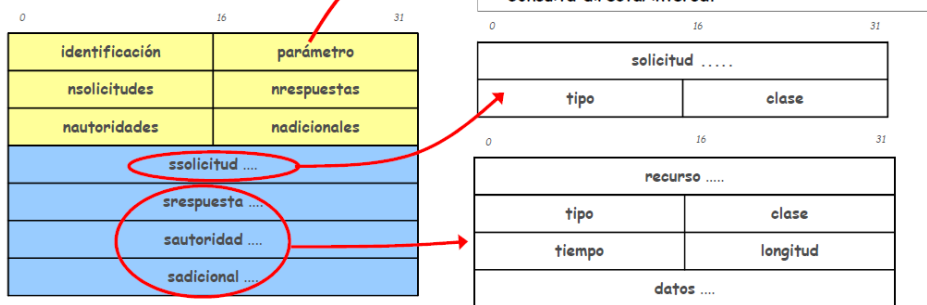 0 16 31
identificación parámetro
nsolicitudes nrespuestas
nautoridades nadicionales
ssolicitud ....
srespuesta ....
sautoridad ....
sadicional ....
0 16 31
solicitud .....
tipo clase
0 16 31
recurso .....
tipo clase
tiempo longitud
datos ....